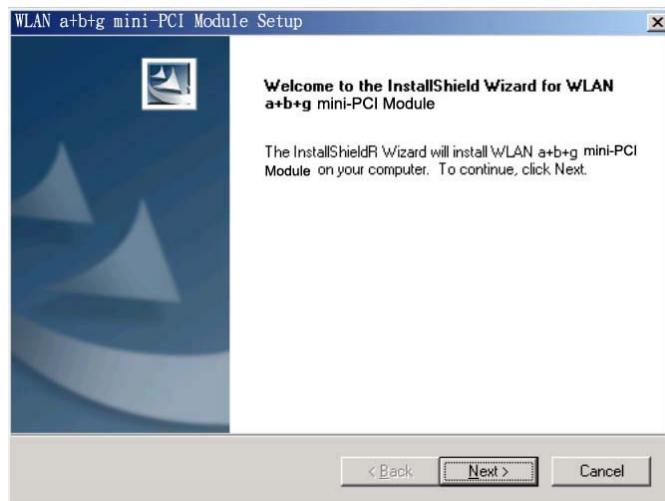 WLAN a+b+g mini-PCI Module Setup
Welcome to the InstallShield Wizard for WLAN
a+b+g mini-PCI Module
The InstallShieldR Wizard will install WLAN a+b+g mini-PCI
Module on your computer. To continue, click Next.
< Back Next > Cancel